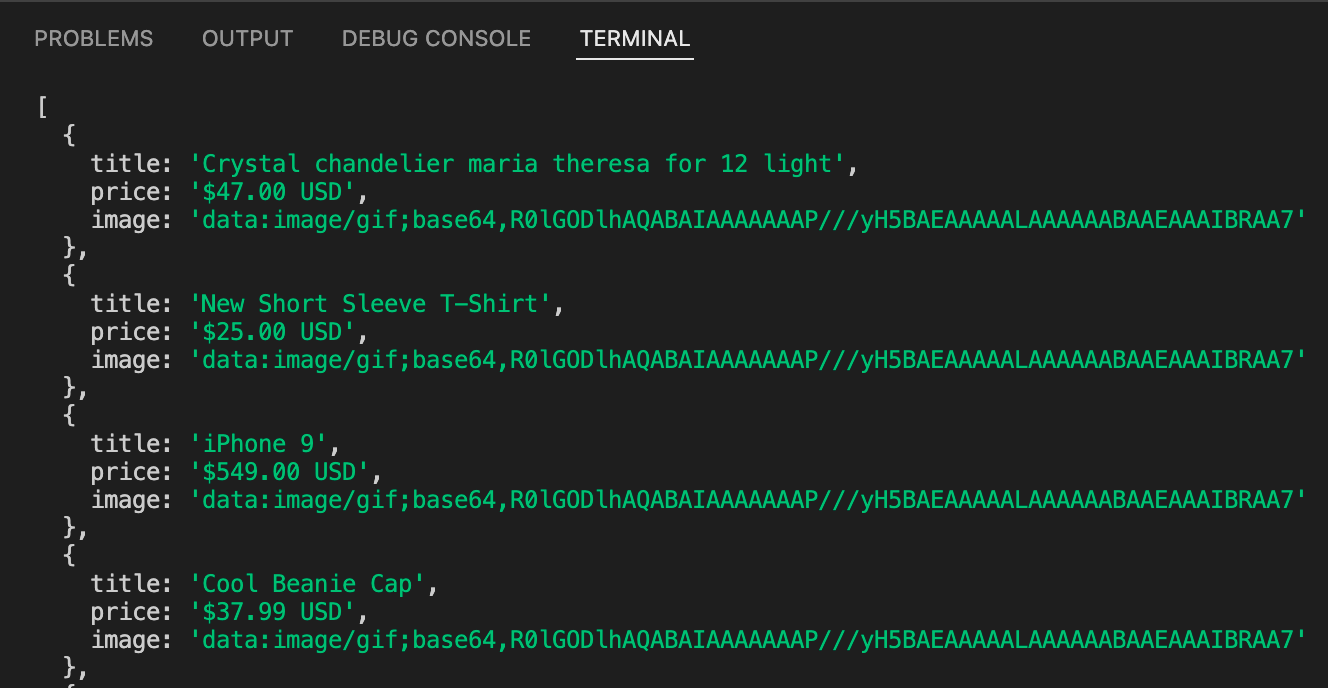 PROBLEMS OUTPUT DEBUG CONSOLE TERMINAL
[
{
title: 'Crystal chandelier maria theresa for 12 light',
price: '$47.00 USD',
image: 'data:image/gif;base64,R0lGODlhAQABAIAAAAAAAP///yH5BAEAAAAALAAAAAABAAEAAAIBRAA7'
},
{
title: 'New Short Sleeve T-Shirt',
price: '$25.00 USD',
image: 'data:image/gif;base64,R0lGODlhAQABAIAAAAAAAP///yH5BAEAAAAALAAAAAABAAEAAAIBRAA7'
},
{
title: 'iPhone 9',
price: '$549.00 USD',
image: 'data:image/gif;base64,R0lGODlhAQABAIAAAAAAAP///yH5BAEAAAAALAAAAAABAAEAAAIBRAA7'
},
{
title: 'Cool Beanie Cap',
price: '$37.99 USD',
image: 'data:image/gif;base64,R0lGODlhAQABAIAAAAAAAP///yH5BAEAAAAALAAAAAABAAEAAAIBRAA7'
},